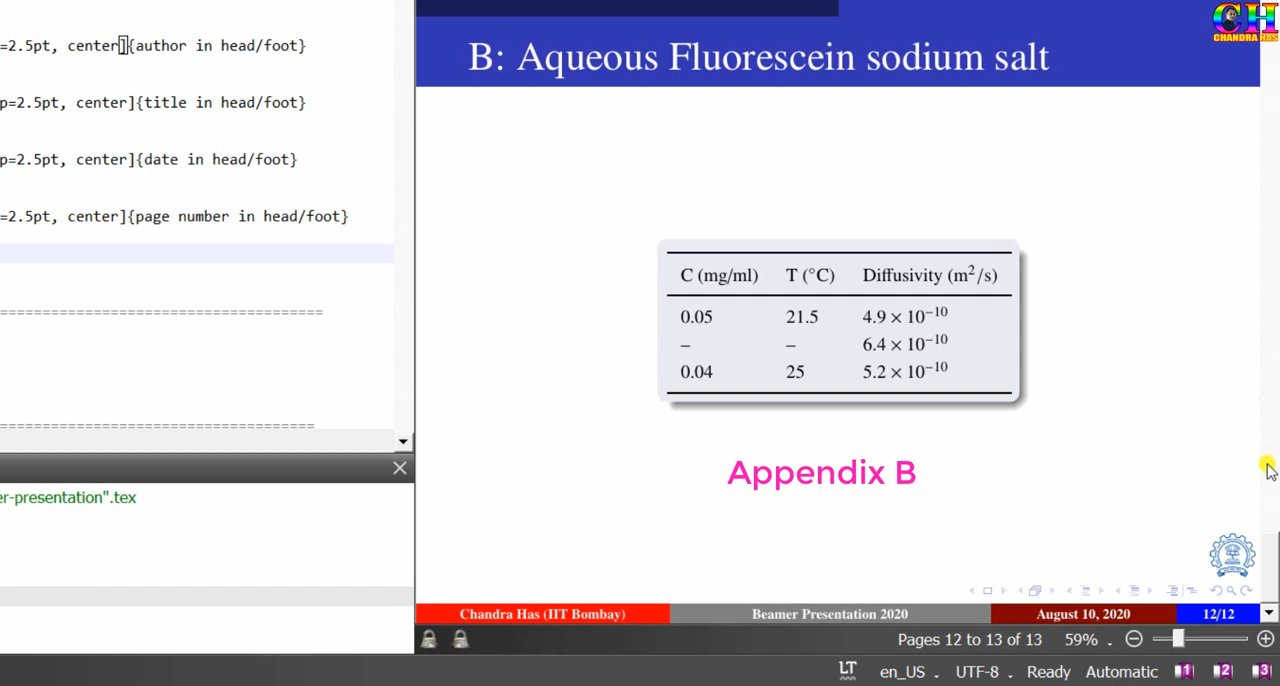 =2.5pt, center]{author in head/foot}
p=2.5pt, center]{title in head/foot}
p=2.5pt, center]{date in head/foot}
=2.5pt, center]{page number in head/foot}
======================================
=====================================
er-presentation".tex
CH
CHANDRA HAS
B: Aqueous Fluorescein sodium salt
C (mg/ml) T (°C) Diffusivity (m²/s)
0.05 21.5 4.9 × 10⁻¹⁰
– – 6.4 × 10⁻¹⁰
0.04 25 5.2 × 10⁻¹⁰
Appendix B
Chandra Has (IIT Bombay) Beamer Presentation 2020 August 10, 2020 12/12
Pages 12 to 13 of 13 59%
LT en_US UTF-8 Ready Automatic 1 2 3